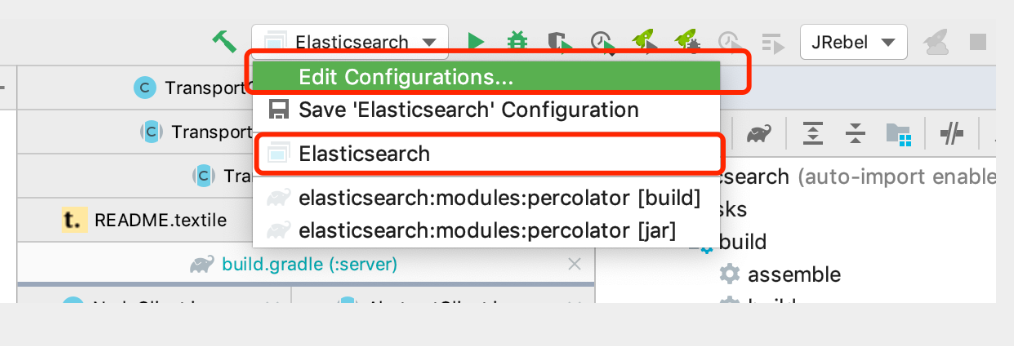 Elasticsearch
JRebel
Edit Configurations...
Save 'Elasticsearch' Configuration
Elasticsearch
elasticsearch:modules:percolator [build]
elasticsearch:modules:percolator [jar]
C Transport
C Transport
C Tra
t. README.textile
build.gradle (:server)
search (auto-import enable
sks
build
assemble